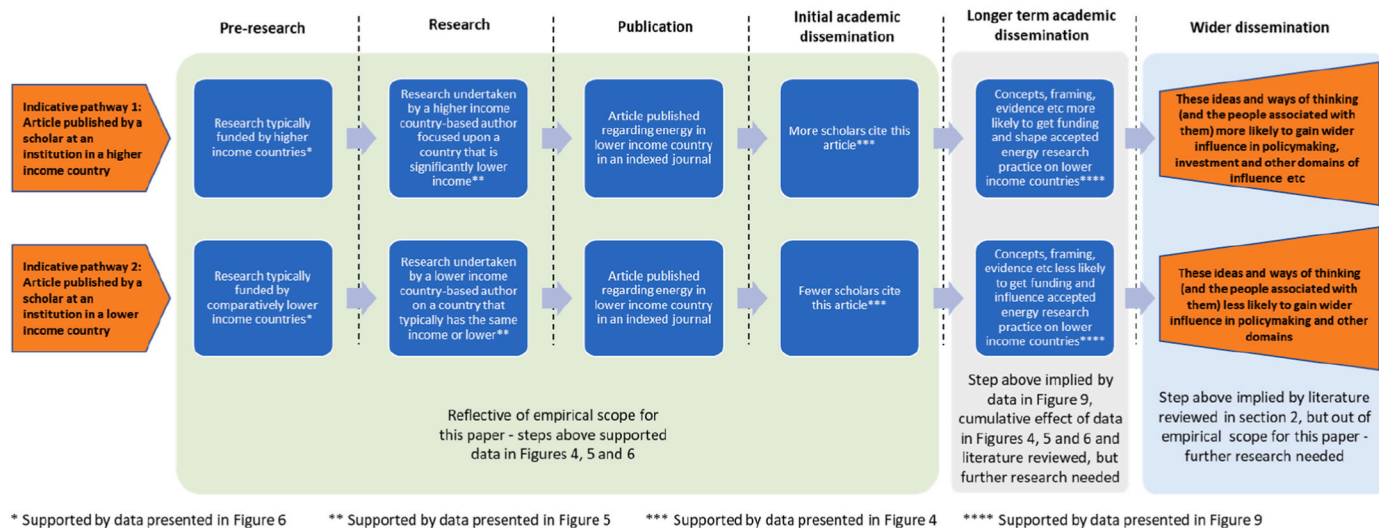 Pre-research
Research
Publication
Initial academic
dissemination
Longer term academic
dissemination
Wider dissemination
Indicative pathway 1:
Article published by a
scholar at an
institution in a higher
income country
Research typically
funded by higher
income countries*
Research undertaken
by a higher income
country-based author
focused upon a
country that is
significantly lower
income**
Article published
regarding energy in
lower income country
in an indexed journal
More scholars cite this
article***
Concepts, framing,
evidence etc more
likely to get funding
and shape accepted
energy research
practice on lower
income countries****
These ideas and ways of thinking
(and the people associated with
them) more likely to gain wider
influence in policymaking,
investment and other domains of
influence etc
Indicative pathway 2:
Article published by a
scholar at an
institution in a lower
income country
Research typically
funded by
comparatively lower
income countries*
Research undertaken
by a lower income
country-based author
on a country that
typically has the same
income or lower**
Article published
regarding energy in
lower income country
in an indexed journal
Fewer scholars cite
this article***
Concepts, framing,
evidence etc less likely
to get funding and
influence accepted
energy research
practice on lower
income countries****
These ideas and ways of thinking
(and the people associated with
them) less likely to gain wider
influence in policymaking and other
domains
Reflective of empirical scope for
this paper - steps above supported
data in Figures 4, 5 and 6
Step above implied by
data in Figure 9,
cumulative effect of data
in Figures 4, 5 and 6 and
literature reviewed, but
further research needed
Step above implied by literature
reviewed in section 2, but out of
empirical scope for this paper -
further research needed
* Supported by data presented in Figure 6 ** Supported by data presented in Figure 5 *** Supported by data presented in Figure 4 **** Supported by data presented in Figure 9